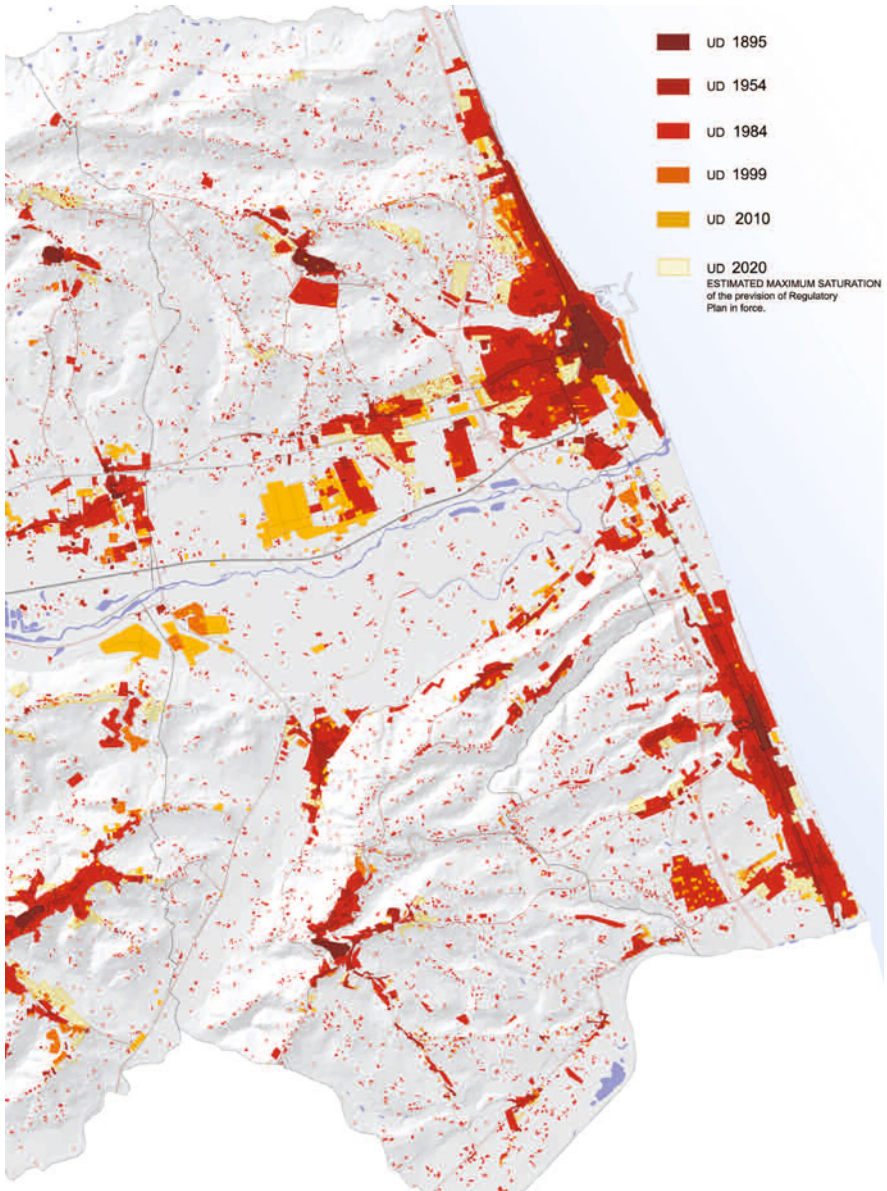 UD 1895
UD 1954
UD 1984
UD 1999
UD 2010
UD 2020
ESTIMATED MAXIMUM SATURATION
of the prevision of Regulatory
Plan in force.